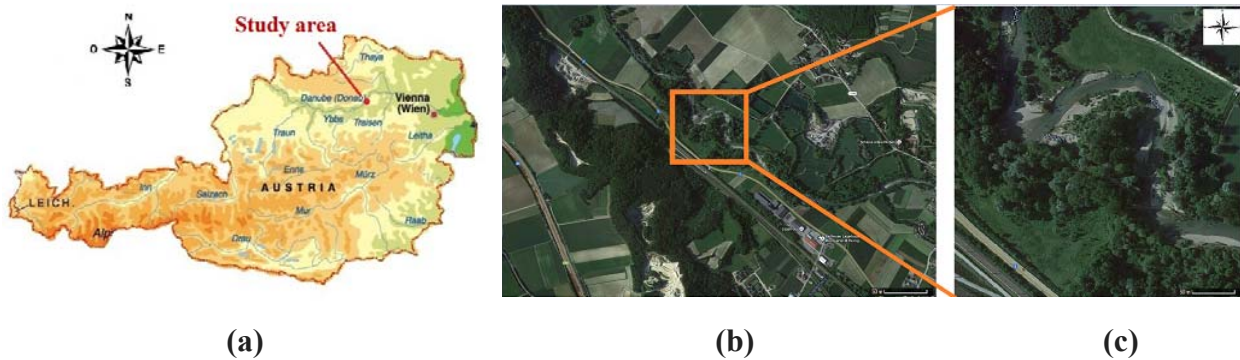 Study area
N
O
E
S
Thaya
Danube (Donau)
Vienna
(Wien)
Ybbs
Traisen
Traun
Leitha
Enns
Mürz
AUSTRIA
Inn
Salzach
LEICH.
Mur
Raab
Alp
Drau
(a)
(b)
(c)